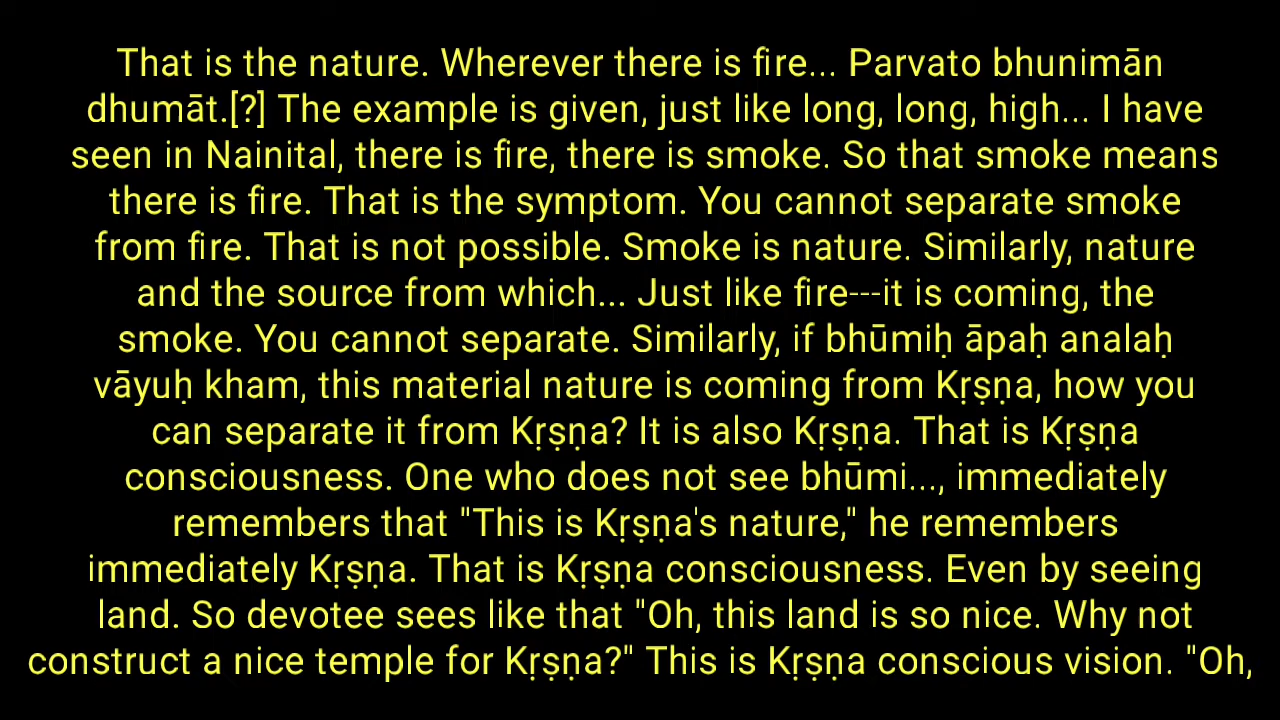 That is the nature. Wherever there is fire... Parvato bhunimān
dhumāt.[?] The example is given, just like long, long, high... I have
seen in Nainital, there is fire, there is smoke. So that smoke means
there is fire. That is the symptom. You cannot separate smoke
from fire. That is not possible. Smoke is nature. Similarly, nature
and the source from which... Just like fire---it is coming, the
smoke. You cannot separate. Similarly, if bhūmiḥ āpaḥ analaḥ
vāyuḥ kham, this material nature is coming from Kṛṣṇa, how you
can separate it from Kṛṣṇa? It is also Kṛṣṇa. That is Kṛṣṇa
consciousness. One who does not see bhūmi..., immediately
remembers that "This is Kṛṣṇa's nature," he remembers
immediately Kṛṣṇa. That is Kṛṣṇa consciousness. Even by seeing
land. So devotee sees like that "Oh, this land is so nice. Why not
construct a nice temple for Kṛṣṇa?" This is Kṛṣṇa conscious vision. "Oh,